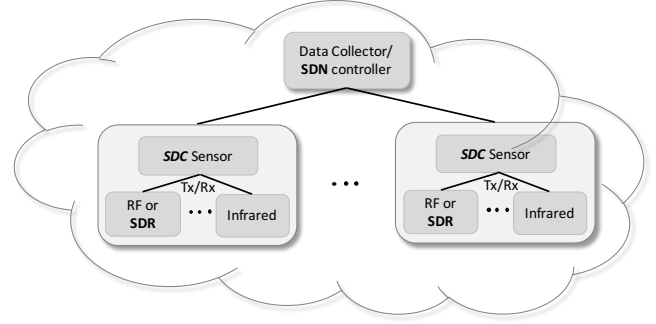 Data Collector/
SDN controller
SDC Sensor
Tx/Rx
RF or
SDR
...
Infrared
...
SDC Sensor
Tx/Rx
RF or
SDR
...
Infrared